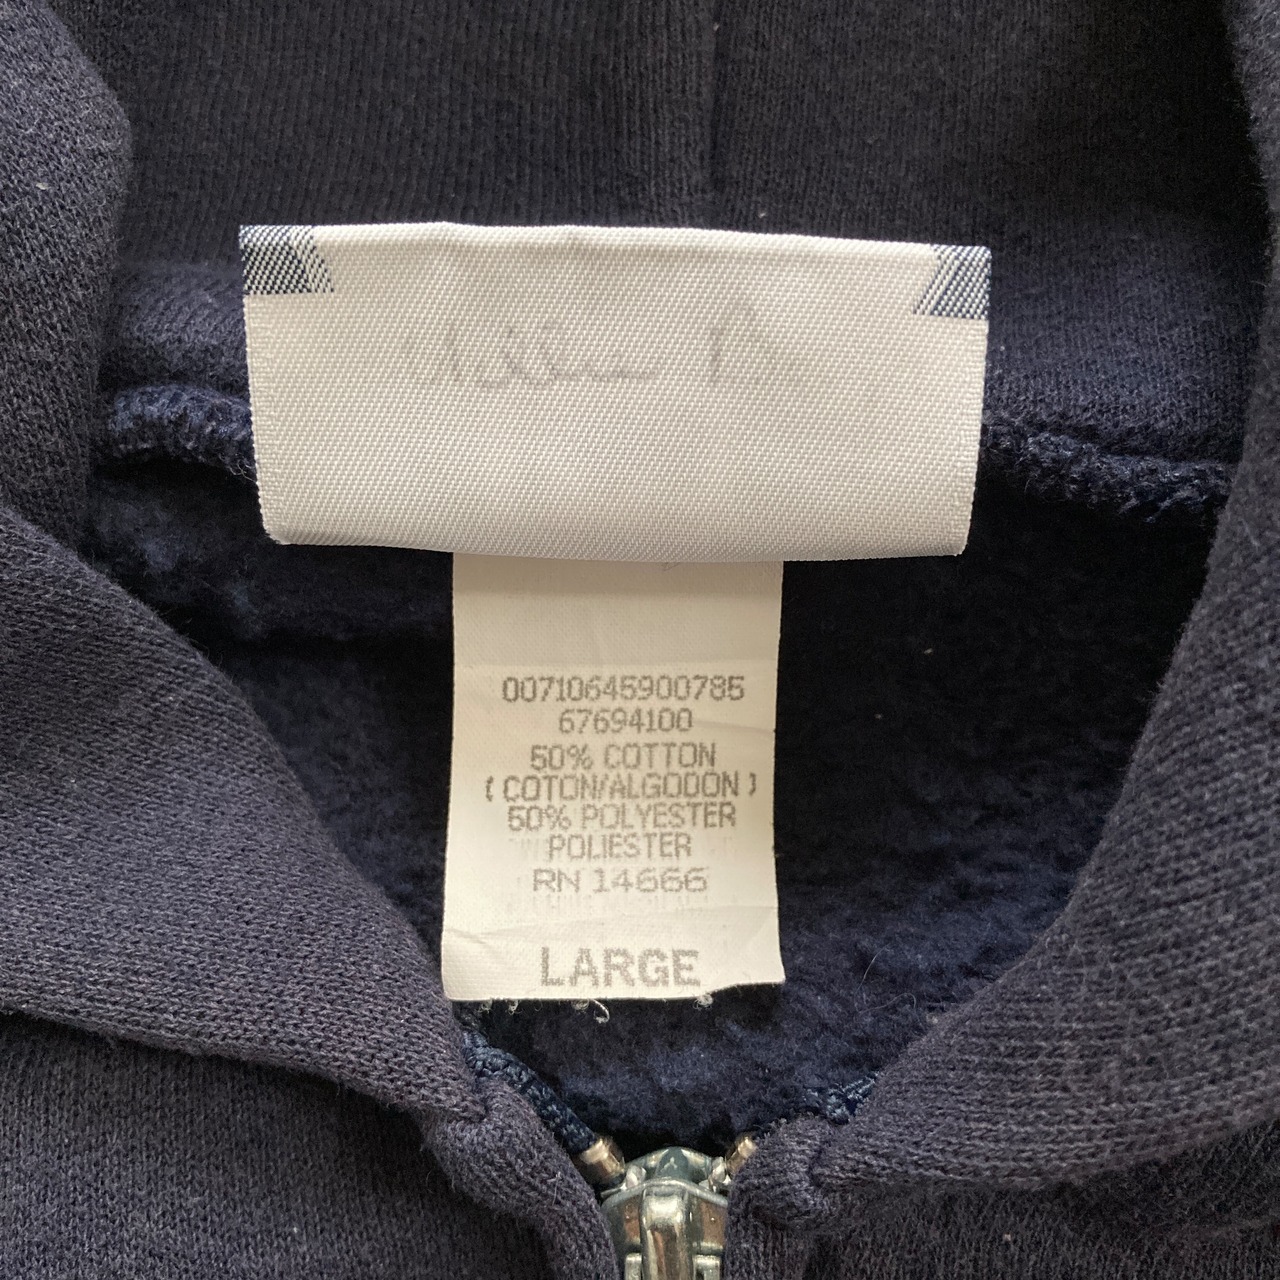 00710645900785
67694100
50% COTTON
(COTON/ALGODON)
50% POLYESTER
POLIESTER
RN 14666
LARGE